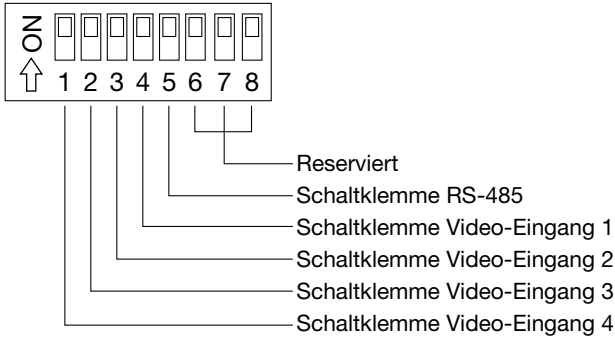 ON
1 2 3 4 5 6 7 8
Reserviert
Schaltklemme RS-485
Schaltklemme Video-Eingang 1
Schaltklemme Video-Eingang 2
Schaltklemme Video-Eingang 3
Schaltklemme Video-Eingang 4